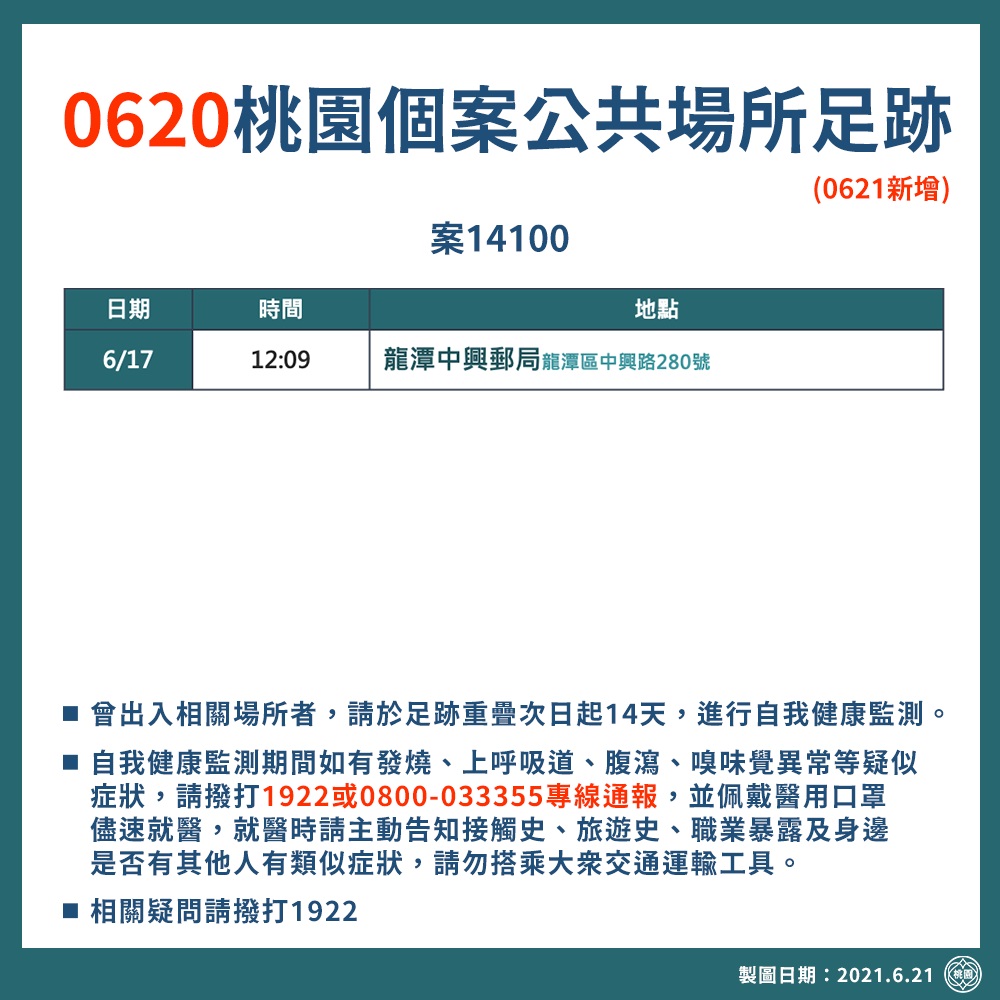 0620桃園個案公共場所足跡
(0621新增)
案14100
日期 時間 地點
6/17 12:09 龍潭中興郵局龍潭區中興路280號
■ 曾出入相關場所者，請於足跡重疊次日起14天，進行自我健康監測。
■ 自我健康監測期間如有發燒、上呼吸道、腹瀉、嗅味覺異常等疑似
症狀，請撥打1922或0800-033355專線通報，並佩戴醫用口罩
儘速就醫，就醫時請主動告知接觸史、旅遊史、職業暴露及身邊
是否有其他人有類似症狀，請勿搭乘大眾交通運輸工具。
■ 相關疑問請撥打1922
製圖日期：2021.6.21 桃園